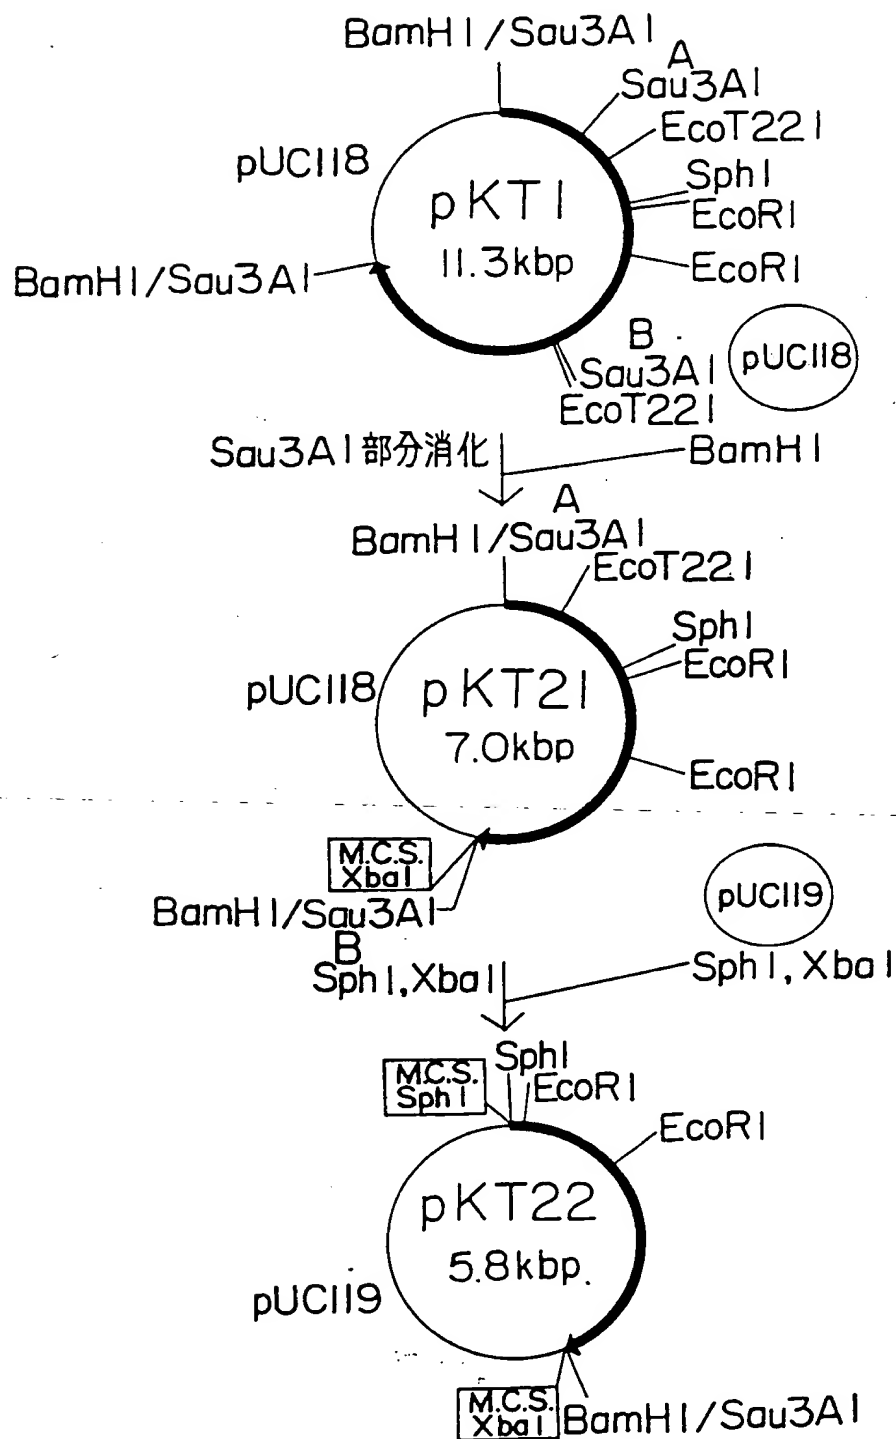 BamHI/Sau3AI
A
Sau3AI
EcoT22I
pUC118
SphI
EcoRI
pKT1
11.3kbp
EcoRI
BamHI/Sau3AI
B
Sau3AI
EcoT22I
pUC118
Sau3AI部分消化
BamHI
A
BamHI/Sau3AI
EcoT22I
SphI
EcoRI
pUC118
pKT21
7.0kbp
EcoRI
M.C.S.
XbaI
BamHI/Sau3AI
B
pUC119
SphI,XbaI
SphI,XbaI
SphI
M.C.S.
SphI
EcoRI
EcoRI
pKT22
5.8kbp.
pUC119
M.C.S.
XbaI
BamHI/Sau3AI